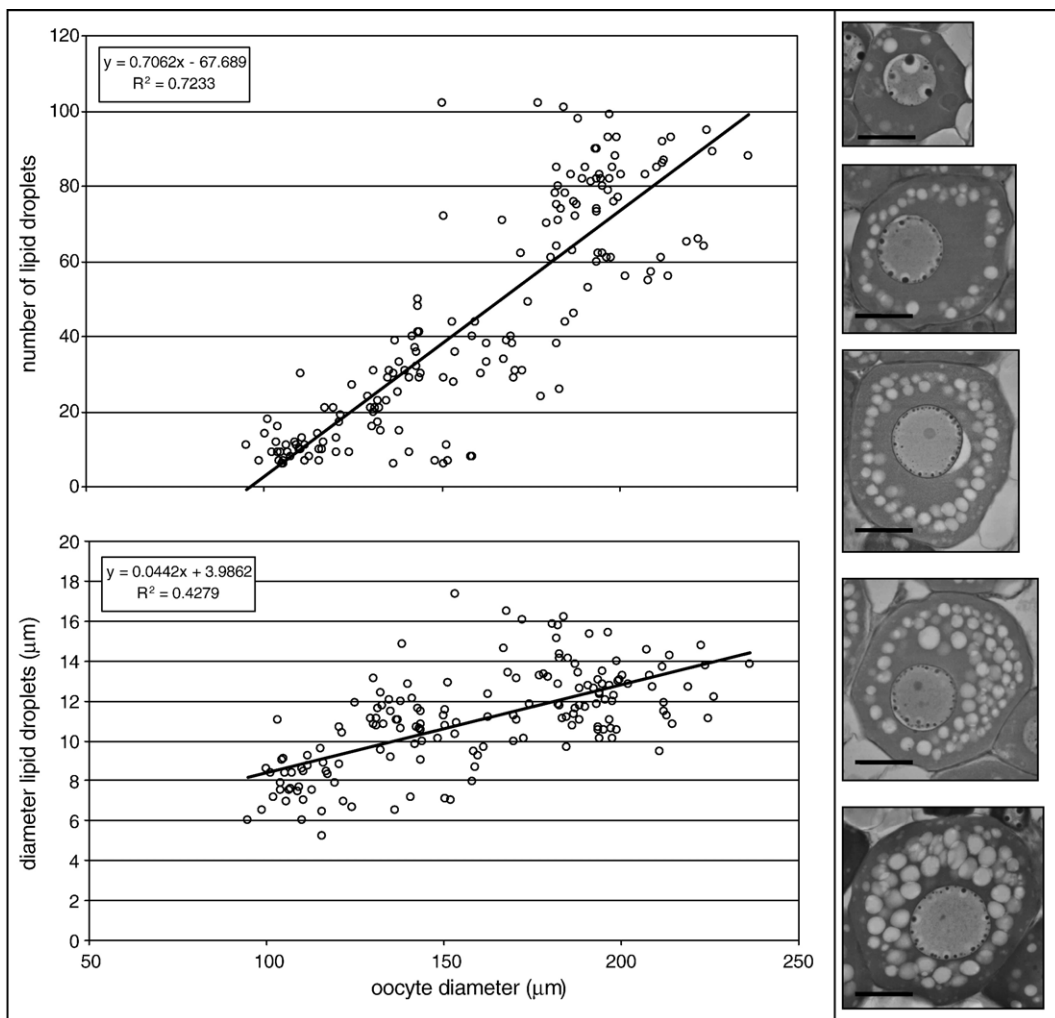 120
100
80
60
40
20
0
number of lipid droplets
y = 0.7062x - 67.689
R² = 0.7233
20
18
16
14
12
10
8
6
4
2
0
diameter lipid droplets (μm)
y = 0.0442x + 3.9862
R² = 0.4279
50 100 150 200 250
oocyte diameter (μm)